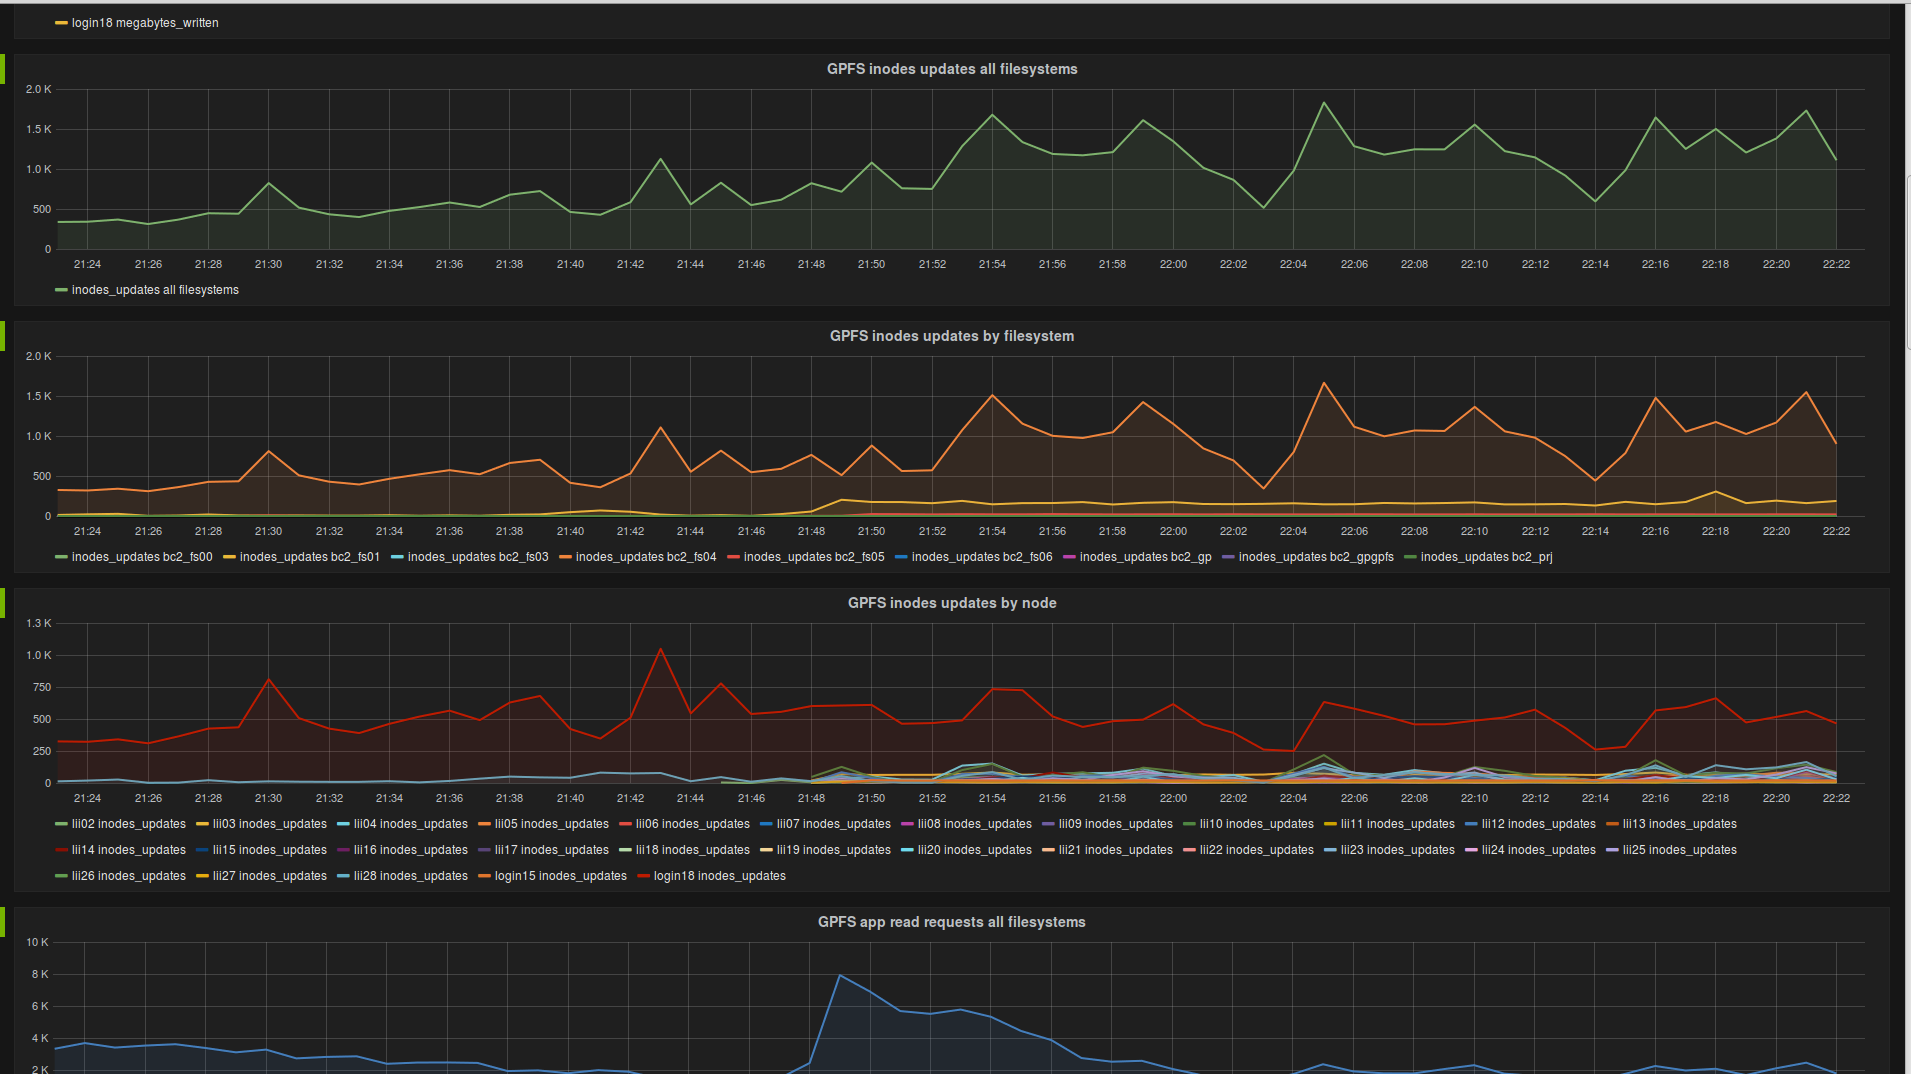 login18 megabytes_written
GPFS inodes updates all filesystems
2.0 K
1.5 K
1.0 K
500
0
21:24 21:26 21:28 21:30 21:32 21:34 21:36 21:38 21:40 21:42 21:44 21:46 21:48 21:50 21:52 21:54 21:56 21:58 22:00 22:02 22:04 22:06 22:08 22:10 22:12 22:14 22:16 22:18 22:20 22:22
inodes_updates all filesystems
GPFS inodes updates by filesystem
2.0 K
1.5 K
1.0 K
500
0
21:24 21:26 21:28 21:30 21:32 21:34 21:36 21:38 21:40 21:42 21:44 21:46 21:48 21:50 21:52 21:54 21:56 21:58 22:00 22:02 22:04 22:06 22:08 22:10 22:12 22:14 22:16 22:18 22:20 22:22
inodes_updates bc2_fs00 inodes_updates bc2_fs01 inodes_updates bc2_fs03 inodes_updates bc2_fs04 inodes_updates bc2_fs05 inodes_updates bc2_fs06 inodes_updates bc2_gp inodes_updates bc2_gpgpfs inodes_updates bc2_prj
GPFS inodes updates by node
1.3 K
1.0 K
750
500
250
0
21:24 21:26 21:28 21:30 21:32 21:34 21:36 21:38 21:40 21:42 21:44 21:46 21:48 21:50 21:52 21:54 21:56 21:58 22:00 22:02 22:04 22:06 22:08 22:10 22:12 22:14 22:16 22:18 22:20 22:22
lii02 inodes_updates lii03 inodes_updates lii04 inodes_updates lii05 inodes_updates lii06 inodes_updates lii07 inodes_updates lii08 inodes_updates lii09 inodes_updates lii10 inodes_updates lii11 inodes_updates lii12 inodes_updates lii13 inodes_updates
lii14 inodes_updates lii15 inodes_updates lii16 inodes_updates lii17 inodes_updates lii18 inodes_updates lii19 inodes_updates lii20 inodes_updates lii21 inodes_updates lii22 inodes_updates lii23 inodes_updates lii24 inodes_updates lii25 inodes_updates
lii26 inodes_updates lii27 inodes_updates lii28 inodes_updates login15 inodes_updates login18 inodes_updates
GPFS app read requests all filesystems
10 K
8 K
6 K
4 K
2 K